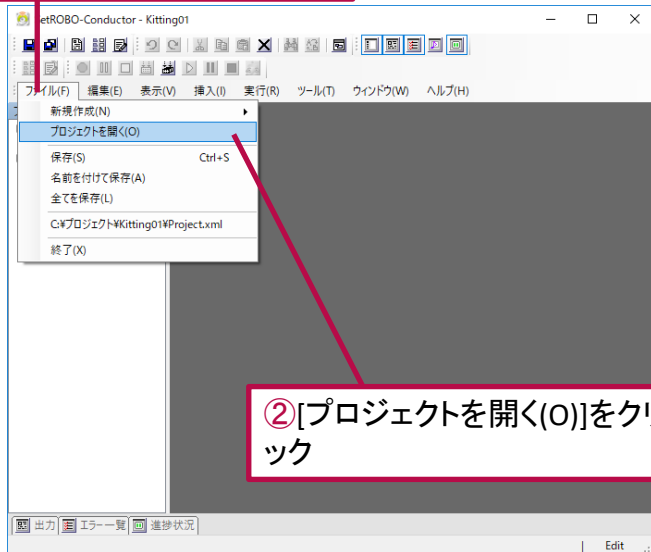 etROBO-Conductor - Kitting01
ファイル(F) 編集(E) 表示(V) 挿入(I) 実行(R) ツール(T) ウィンドウ(W) ヘルプ(H)
新規作成(N)
プロジェクトを開く(O)
保存(S) Ctrl+S
名前を付けて保存(A)
全てを保存(L)
C:¥プロジェクト¥Kitting01¥Project.xml
終了(X)
②[プロジェクトを開く(O)]をクリ
ック
出力 エラー一覧 進捗状況
Edit